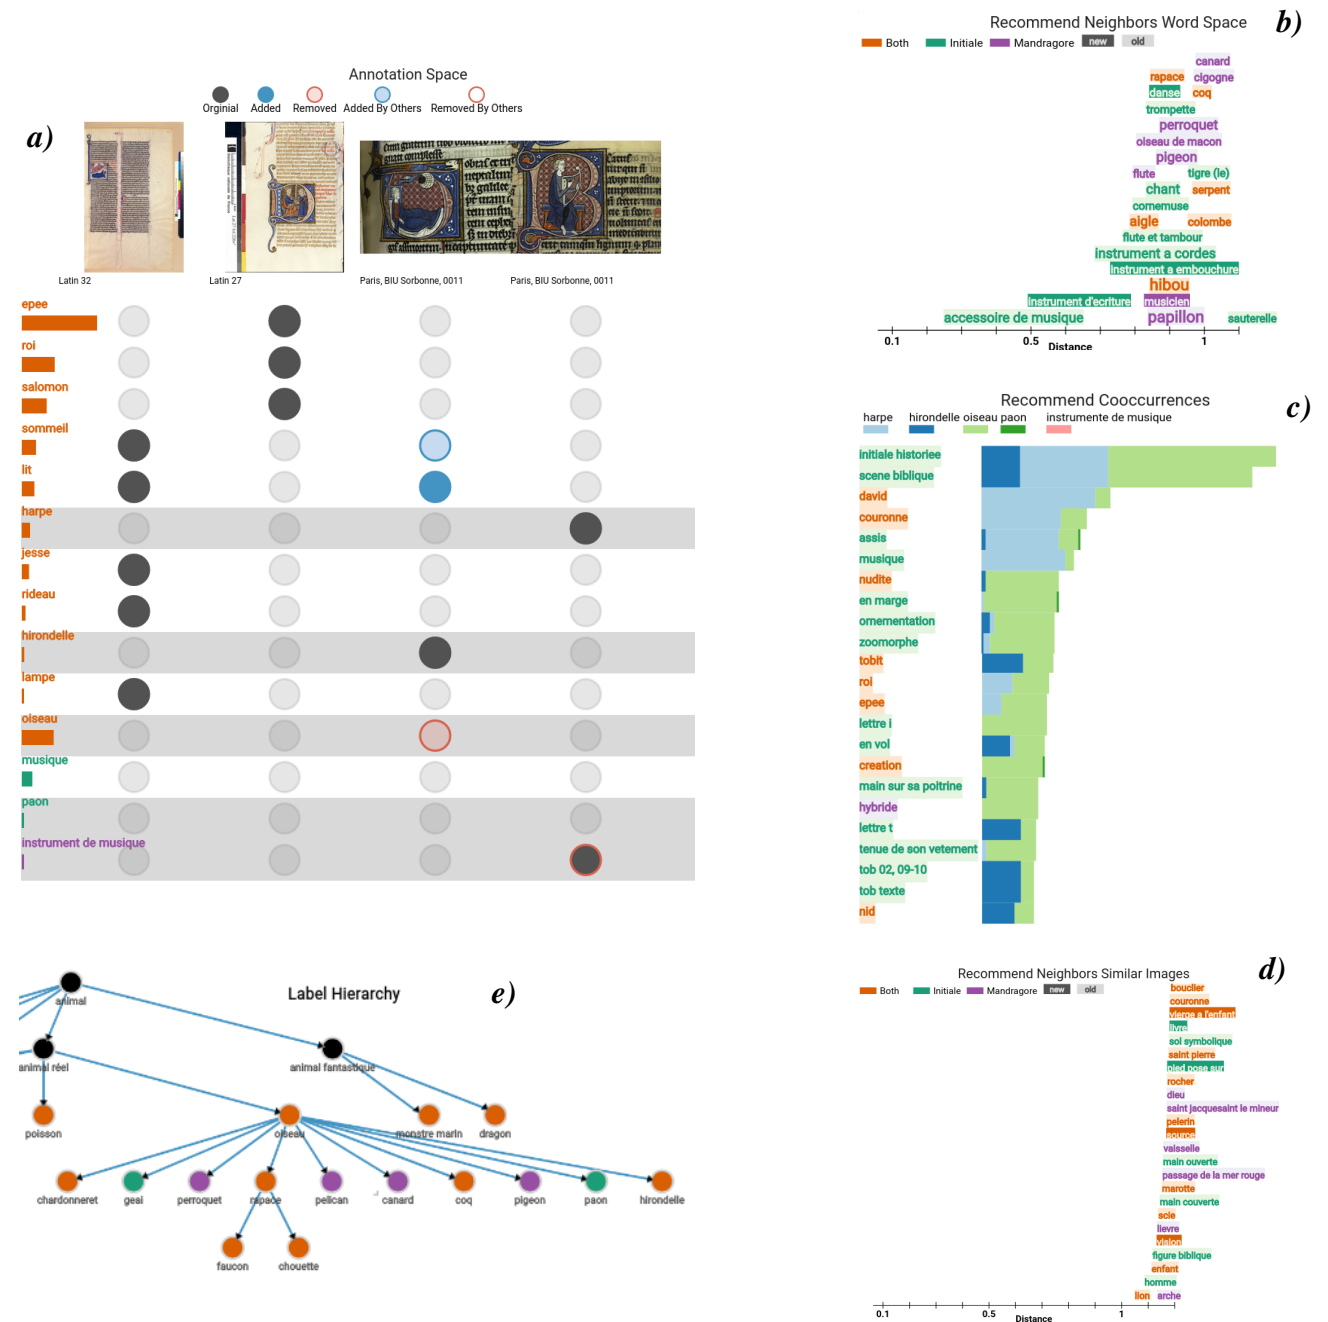 a)
Annotation Space
Orginial Added Removed Added By Others Removed By Others
Latin 32 Latin 27 Paris, BIU Sorbonne, 0011 Paris, BIU Sorbonne, 0011
epee
roi
salomon
sommeil
lit
harpe
jesse
rideau
hirondelle
lampe
oiseau
musique
paon
instrument de musique
b)
Recommend Neighbors Word Space
Both Initiale Mandragore new old
canard
rapace cigogne
danse coq
trompette
perroquet
oiseau de macon
pigeon
flute tigre (le)
chant serpent
cornemuse
aigle colombe
flute et tambour
instrument a cordes
instrument a embouchure
hibou
instrument d'ecriture musicien
accessoire de musique papillon sauterelle
0.1 0.5 1
Distance
c)
Recommend Cooccurrences
harpe hirondelle oiseau paon instrumente de musique
initiale historiee
scene biblique
david
couronne
assis
musique
nudite
en marge
ornementation
zoomorphe
tobit
roi
epee
lettre i
en vol
creation
main sur sa poitrine
hybride
lettre t
tenue de son vetement
tob 02, 09-10
tob texte
nid
d)
Recommend Neighbors Similar Images
Both Initiale Mandragore new old
bouclier
couronne
vierge a l'enfant
livre
sol symbolique
saint pierre
pied pose sur
rocher
dieu
saint jacquesaint le mineur
pelerin
source
vaisselle
main ouverte
passage de la mer rouge
marotte
main couverte
scie
lievre
vision
figure biblique
enfant
homme
lion arche
0.1 0.5 1
Distance
e)
Label Hierarchy
animal
animal réel animal fantastique
poisson oiseau monstre marin dragon
chardonneret geai perroquet rapace pelican canard coq pigeon paon hirondelle
faucon chouette